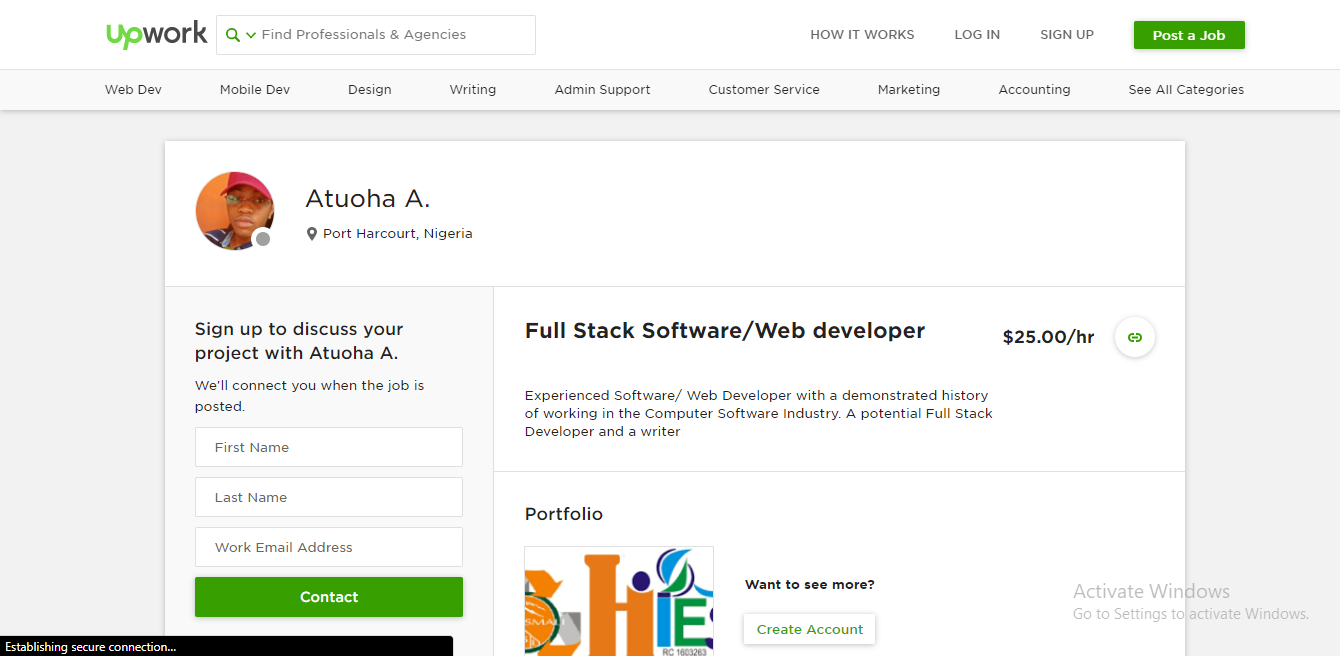 upwork
Find Professionals & Agencies
HOW IT WORKS
LOG IN
SIGN UP
Post a Job
Web Dev
Mobile Dev
Design
Writing
Admin Support
Customer Service
Marketing
Accounting
See All Categories
Atuoha A.
Port Harcourt, Nigeria
Sign up to discuss your
project with Atuoha A.
We'll connect you when the job is
posted.
First Name
Last Name
Work Email Address
Contact
Full Stack Software/Web developer
$25.00/hr
Experienced Software/ Web Developer with a demonstrated history
of working in the Computer Software Industry. A potential Full Stack
Developer and a writer
Portfolio
RC 1603263
Want to see more?
Create Account
Activate Windows
Go to Settings to activate Windows.
Establishing secure connection...